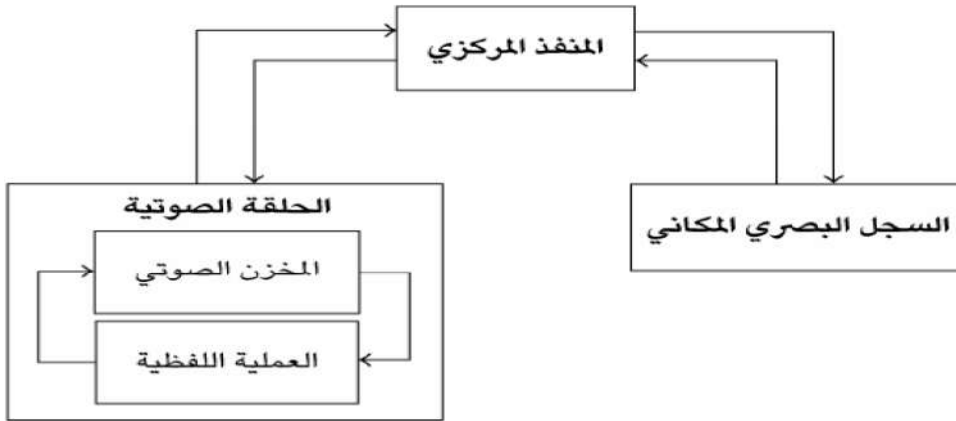 المنفذ المركزي
الحلقة الصوتية
السجل البصري المكاني
المخزن الصوتي
العملية اللفظية